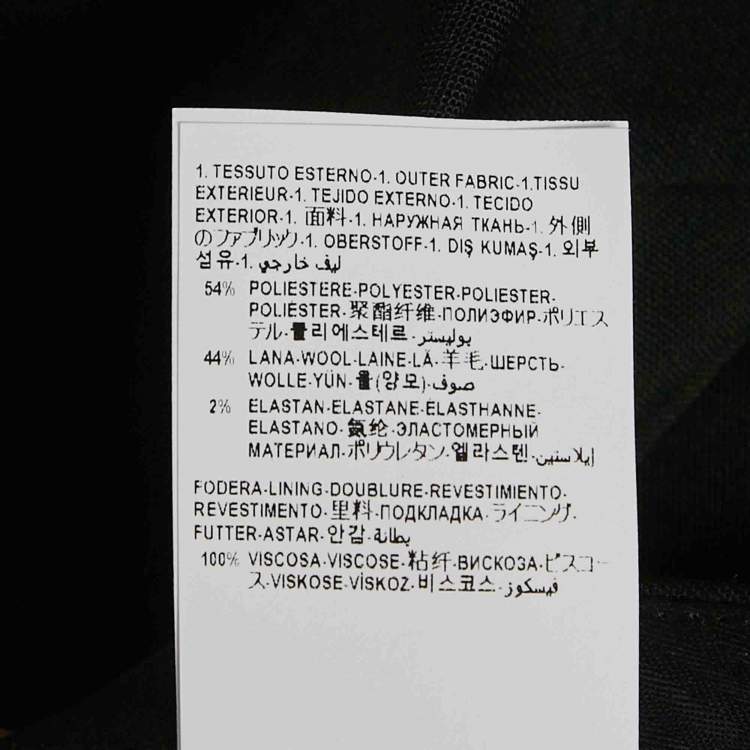 1. TESSUTO ESTERNO-1. OUTER FABRIC-1.TISSU
EXTERIEUR-1. TEJIDO EXTERNO-1. TECIDO
EXTERIOR-1. 面料-1. НАРУЖНАЯ ТКАНЬ-1. 外側
のファブリック-1. OBERSTOFF-1. DIŞ KUMAŞ-1. 외부
섬유-1. ليف خارجي
54% POLIESTERE-POLYESTER-POLIESTER-
POLIÉSTER-聚酯纤维-ПОЛИЭФИР-ポリエス
テル-폴리에스테르-بوليستر
44% LANA-WOOL-LAINE-LÃ-羊毛-ШЕРСТЬ-
WOLLE-YÜN-울(양모)-صوف
2% ELASTAN-ELASTANE-ÉLASTHANNE-
ELASTANO-氨纶-ЭЛАСТОМЕРНЫЙ
МАТЕРИАЛ-ポリウレタン-엘라스텐-إيلاستين
FODERA-LINING-DOUBLURE-REVESTIMIENTO-
REVESTIMENTO-里料-ПОДКЛАДКА-ライニング-
FUTTER-ASTAR-안감-بطانة
100% VISCOSA-VISCOSE-粘纤-ВИСКОЗА-ビスコー
ス-VISKOSE-VİSKOZ-비스코스-فيسكوز